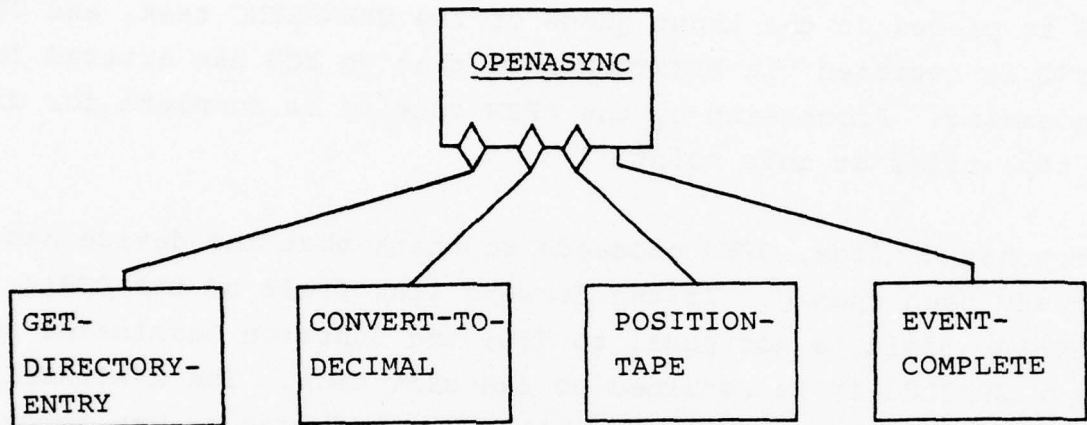 OPENASYNC
GET-
DIRECTORY-
ENTRY
CONVERT-TO-
DECIMAL
POSITION-
TAPE
EVENT-
COMPLETE